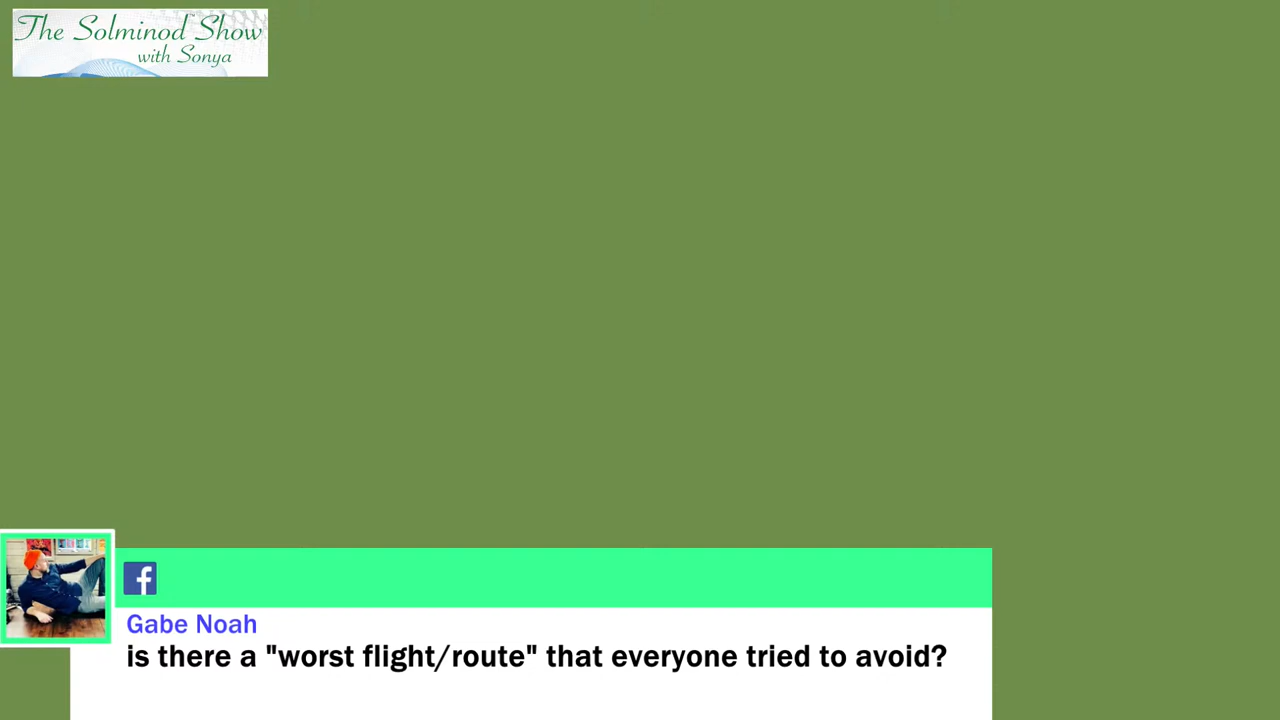 The Solminod Show
with Sonya
Gabe Noah
is there a "worst flight/route" that everyone tried to avoid?